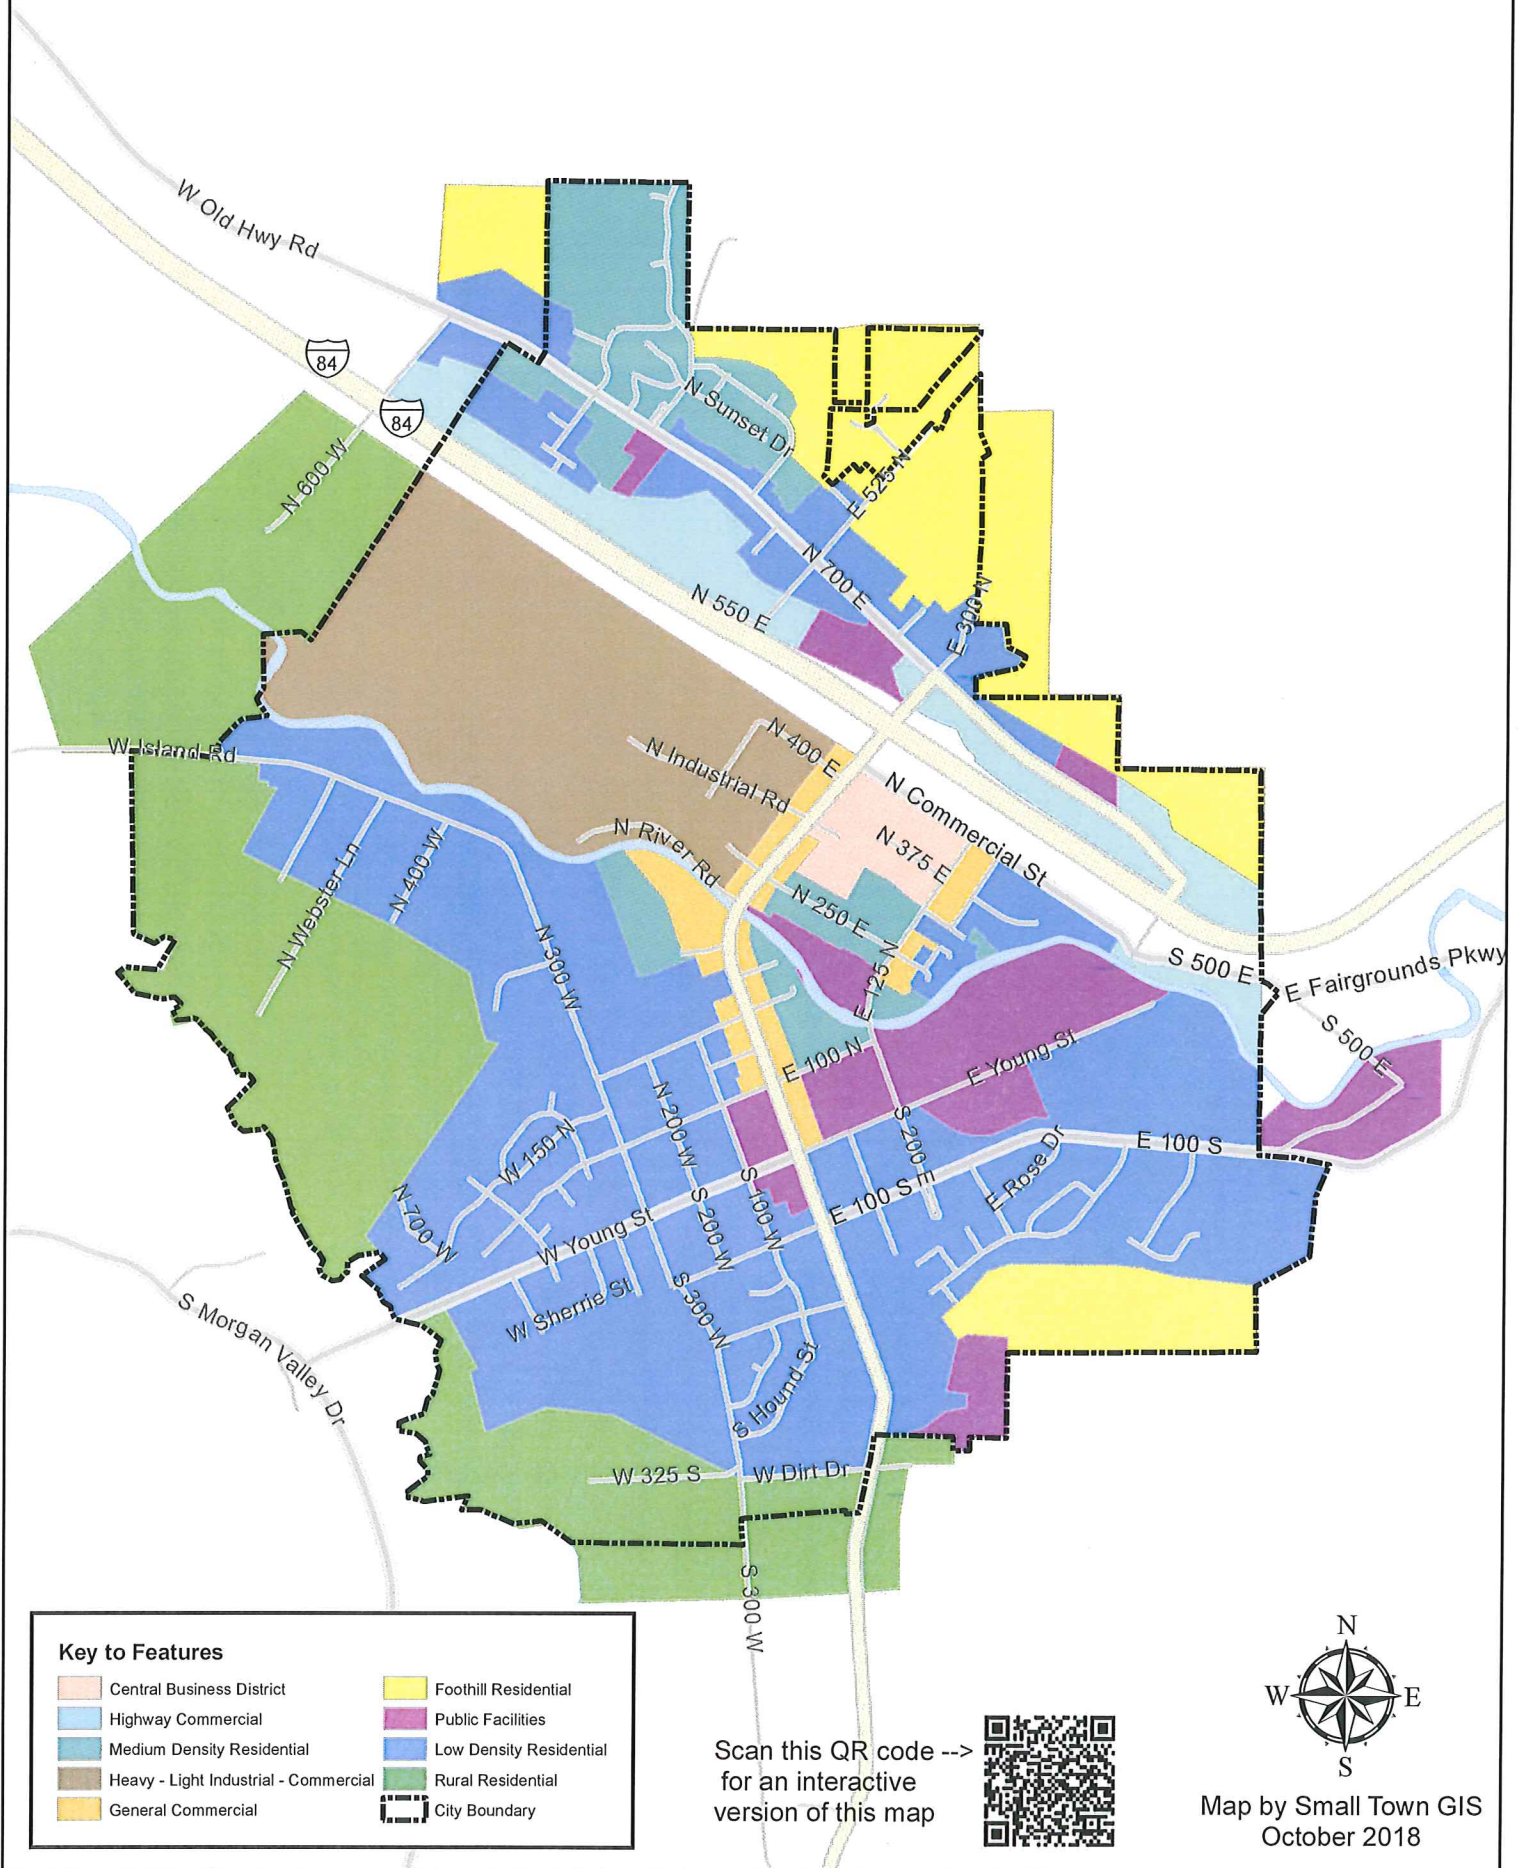 W Old Hwy Rd
84
84
N Sunset Dr
N 600 W
E 525 N
N 700 E
N 550 E
E 300 N
W Island Rd
N 400 E
N Industrial Rd
N Commercial St
N River Rd
N 375 E
N Webster Ln
N 400 W
N 250 E
N 300 W
E 125 N
S 500 E
E Fairgrounds Pkwy
S 500 E
E 100 N
E Young St
N 200 W
W 150 N
S 200 E
E 100 S
E Rose Dr
N 700 W
S 100 W
S 200 W
E 100 S
W Young St
S 300 W
W Sherrie St
S Morgan Valley Dr
S Hound St
W 325 S
W Dirt Dr
S 300 W
Key to Features
Central Business District
Highway Commercial
Medium Density Residential
Heavy - Light Industrial - Commercial
General Commercial
Foothill Residential
Public Facilities
Low Density Residential
Rural Residential
City Boundary
Scan this QR code -->
for an interactive
version of this map
N
W
E
S
Map by Small Town GIS
October 2018